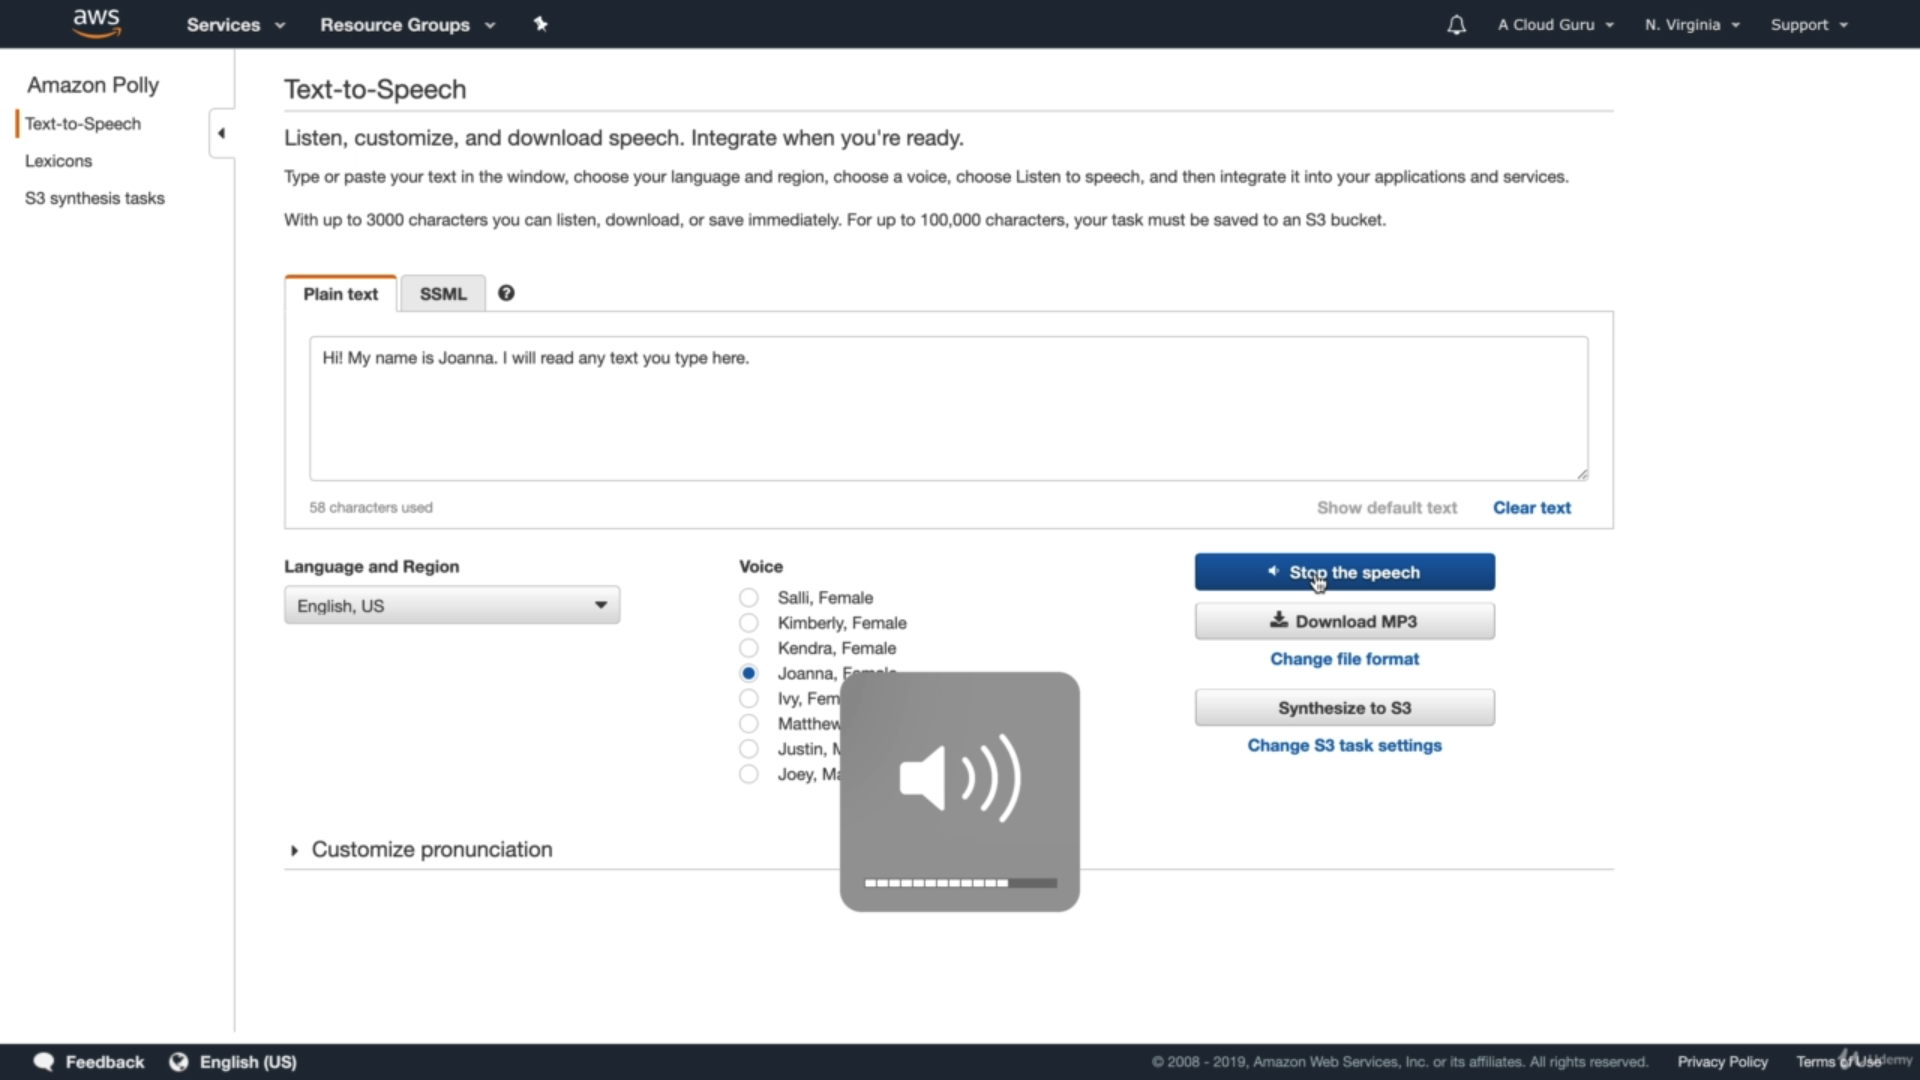 aws
Services
Resource Groups
A Cloud Guru
N. Virginia
Support
Amazon Polly
Text-to-Speech
Lexicons
S3 synthesis tasks
Text-to-Speech
Listen, customize, and download speech. Integrate when you're ready.
Type or paste your text in the window, choose your language and region, choose a voice, choose Listen to speech, and then integrate it into your applications and services.
With up to 3000 characters you can listen, download, or save immediately. For up to 100,000 characters, your task must be saved to an S3 bucket.
Plain text
SSML
Hi! My name is Joanna. I will read any text you type here.
58 characters used
Show default text
Clear text
Language and Region
English, US
Voice
Salli, Female
Kimberly, Female
Kendra, Female
Joanna, Female
Ivy, Fem
Matthew
Justin, M
Joey, Ma
Stop the speech
Download MP3
Change file format
Synthesize to S3
Change S3 task settings
Customize pronunciation
Feedback
English (US)
© 2008 - 2019, Amazon Web Services, Inc. or its affiliates. All rights reserved.
Privacy Policy
Terms of Use